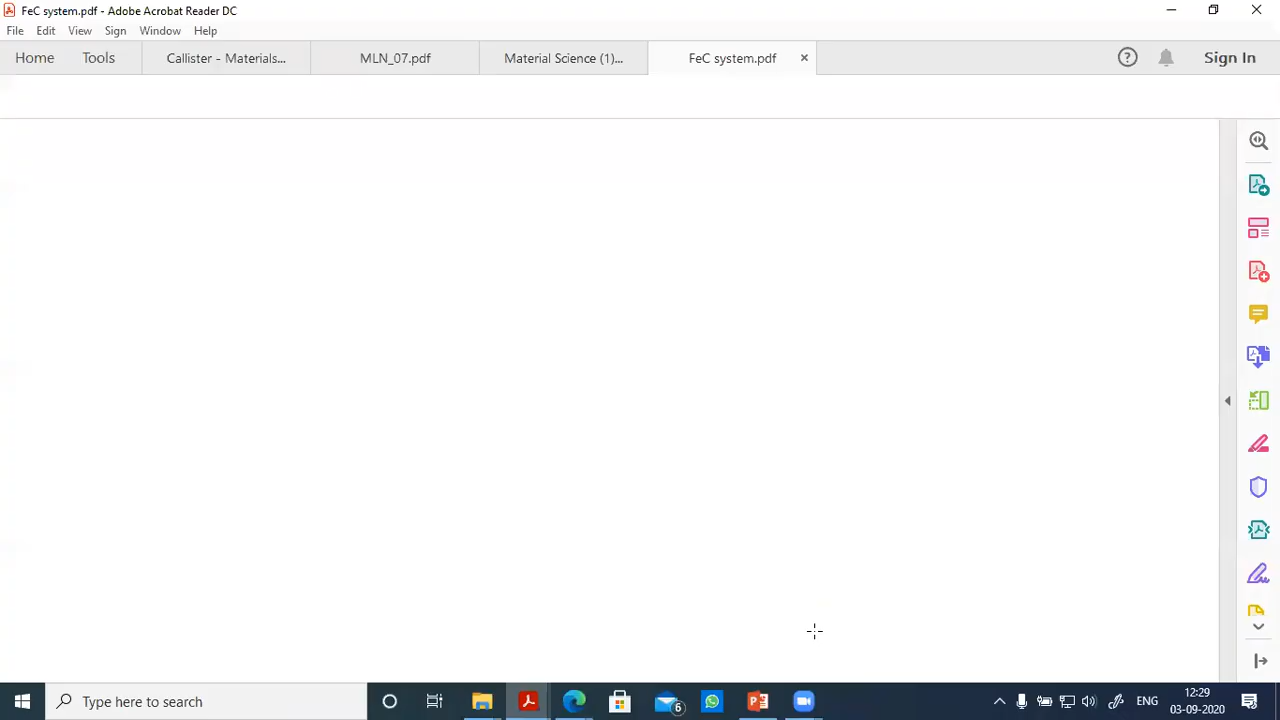 FeC system.pdf - Adobe Acrobat Reader DC
File Edit View Sign Window Help
Home Tools Callister - Materials... MLN_07.pdf Material Science (1)... FeC system.pdf × Sign In
Type here to search 6 ENG 12:29
03-09-2020